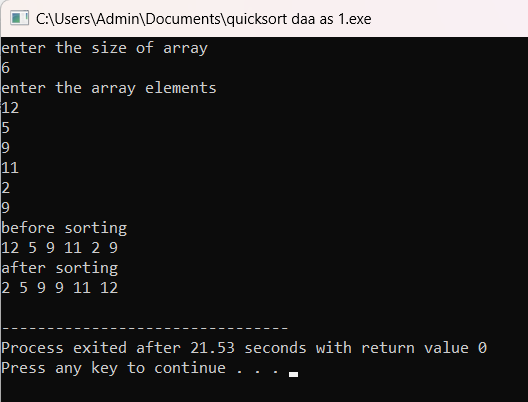 C:\Users\Admin\Documents\quicksort daa as 1.exe
enter the size of array
6
enter the array elements
12
5
9
11
2
9
before sorting
12 5 9 11 2 9
after sorting
2 5 9 9 11 12
--------------------------------
Process exited after 21.53 seconds with return value 0
Press any key to continue . . .